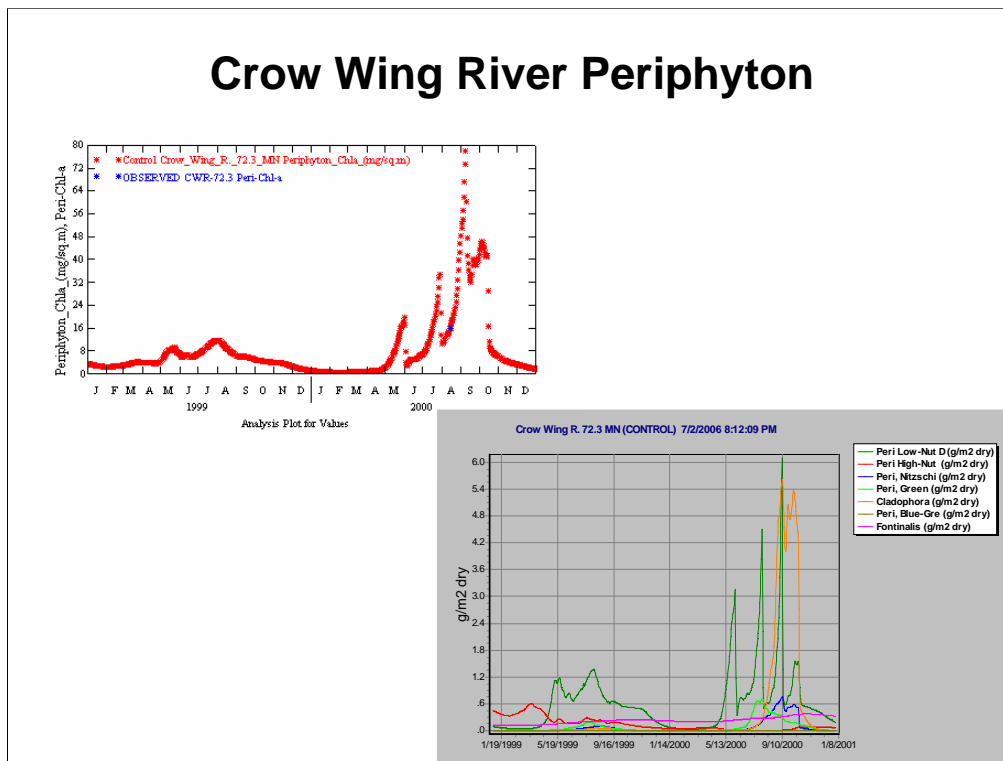 Crow Wing River Periphyton
80
72
64
56
48
40
32
24
16
8
0
Periphyton_Chla_(mg/sq.m), Peri-Chl-a
Control Crow_Wing_R._72.3_MN Periphyton_Chla_(mg/sq.m)
OBSERVED CWR-72.3 Peri-Chl-a
J F M A M J J A S O N D J F M A M J J A S O N D
1999 2000
Analysis Plot for Values
Crow Wing R. 72.3 MN (CONTROL) 7/2/2006 8:12:09 PM
6.0
5.4
4.8
4.2
3.6
3.0
2.4
1.8
1.2
.6
.0
g/m2 dry
1/19/1999 5/19/1999 9/16/1999 1/14/2000 5/13/2000 9/10/2000 1/8/2001
Peri Low-Nut D (g/m2 dry)
Peri High-Nut (g/m2 dry)
Peri, Nitzschi (g/m2 dry)
Peri, Green (g/m2 dry)
Cladophora (g/m2 dry)
Peri, Blue-Gre (g/m2 dry)
Fontinalis (g/m2 dry)